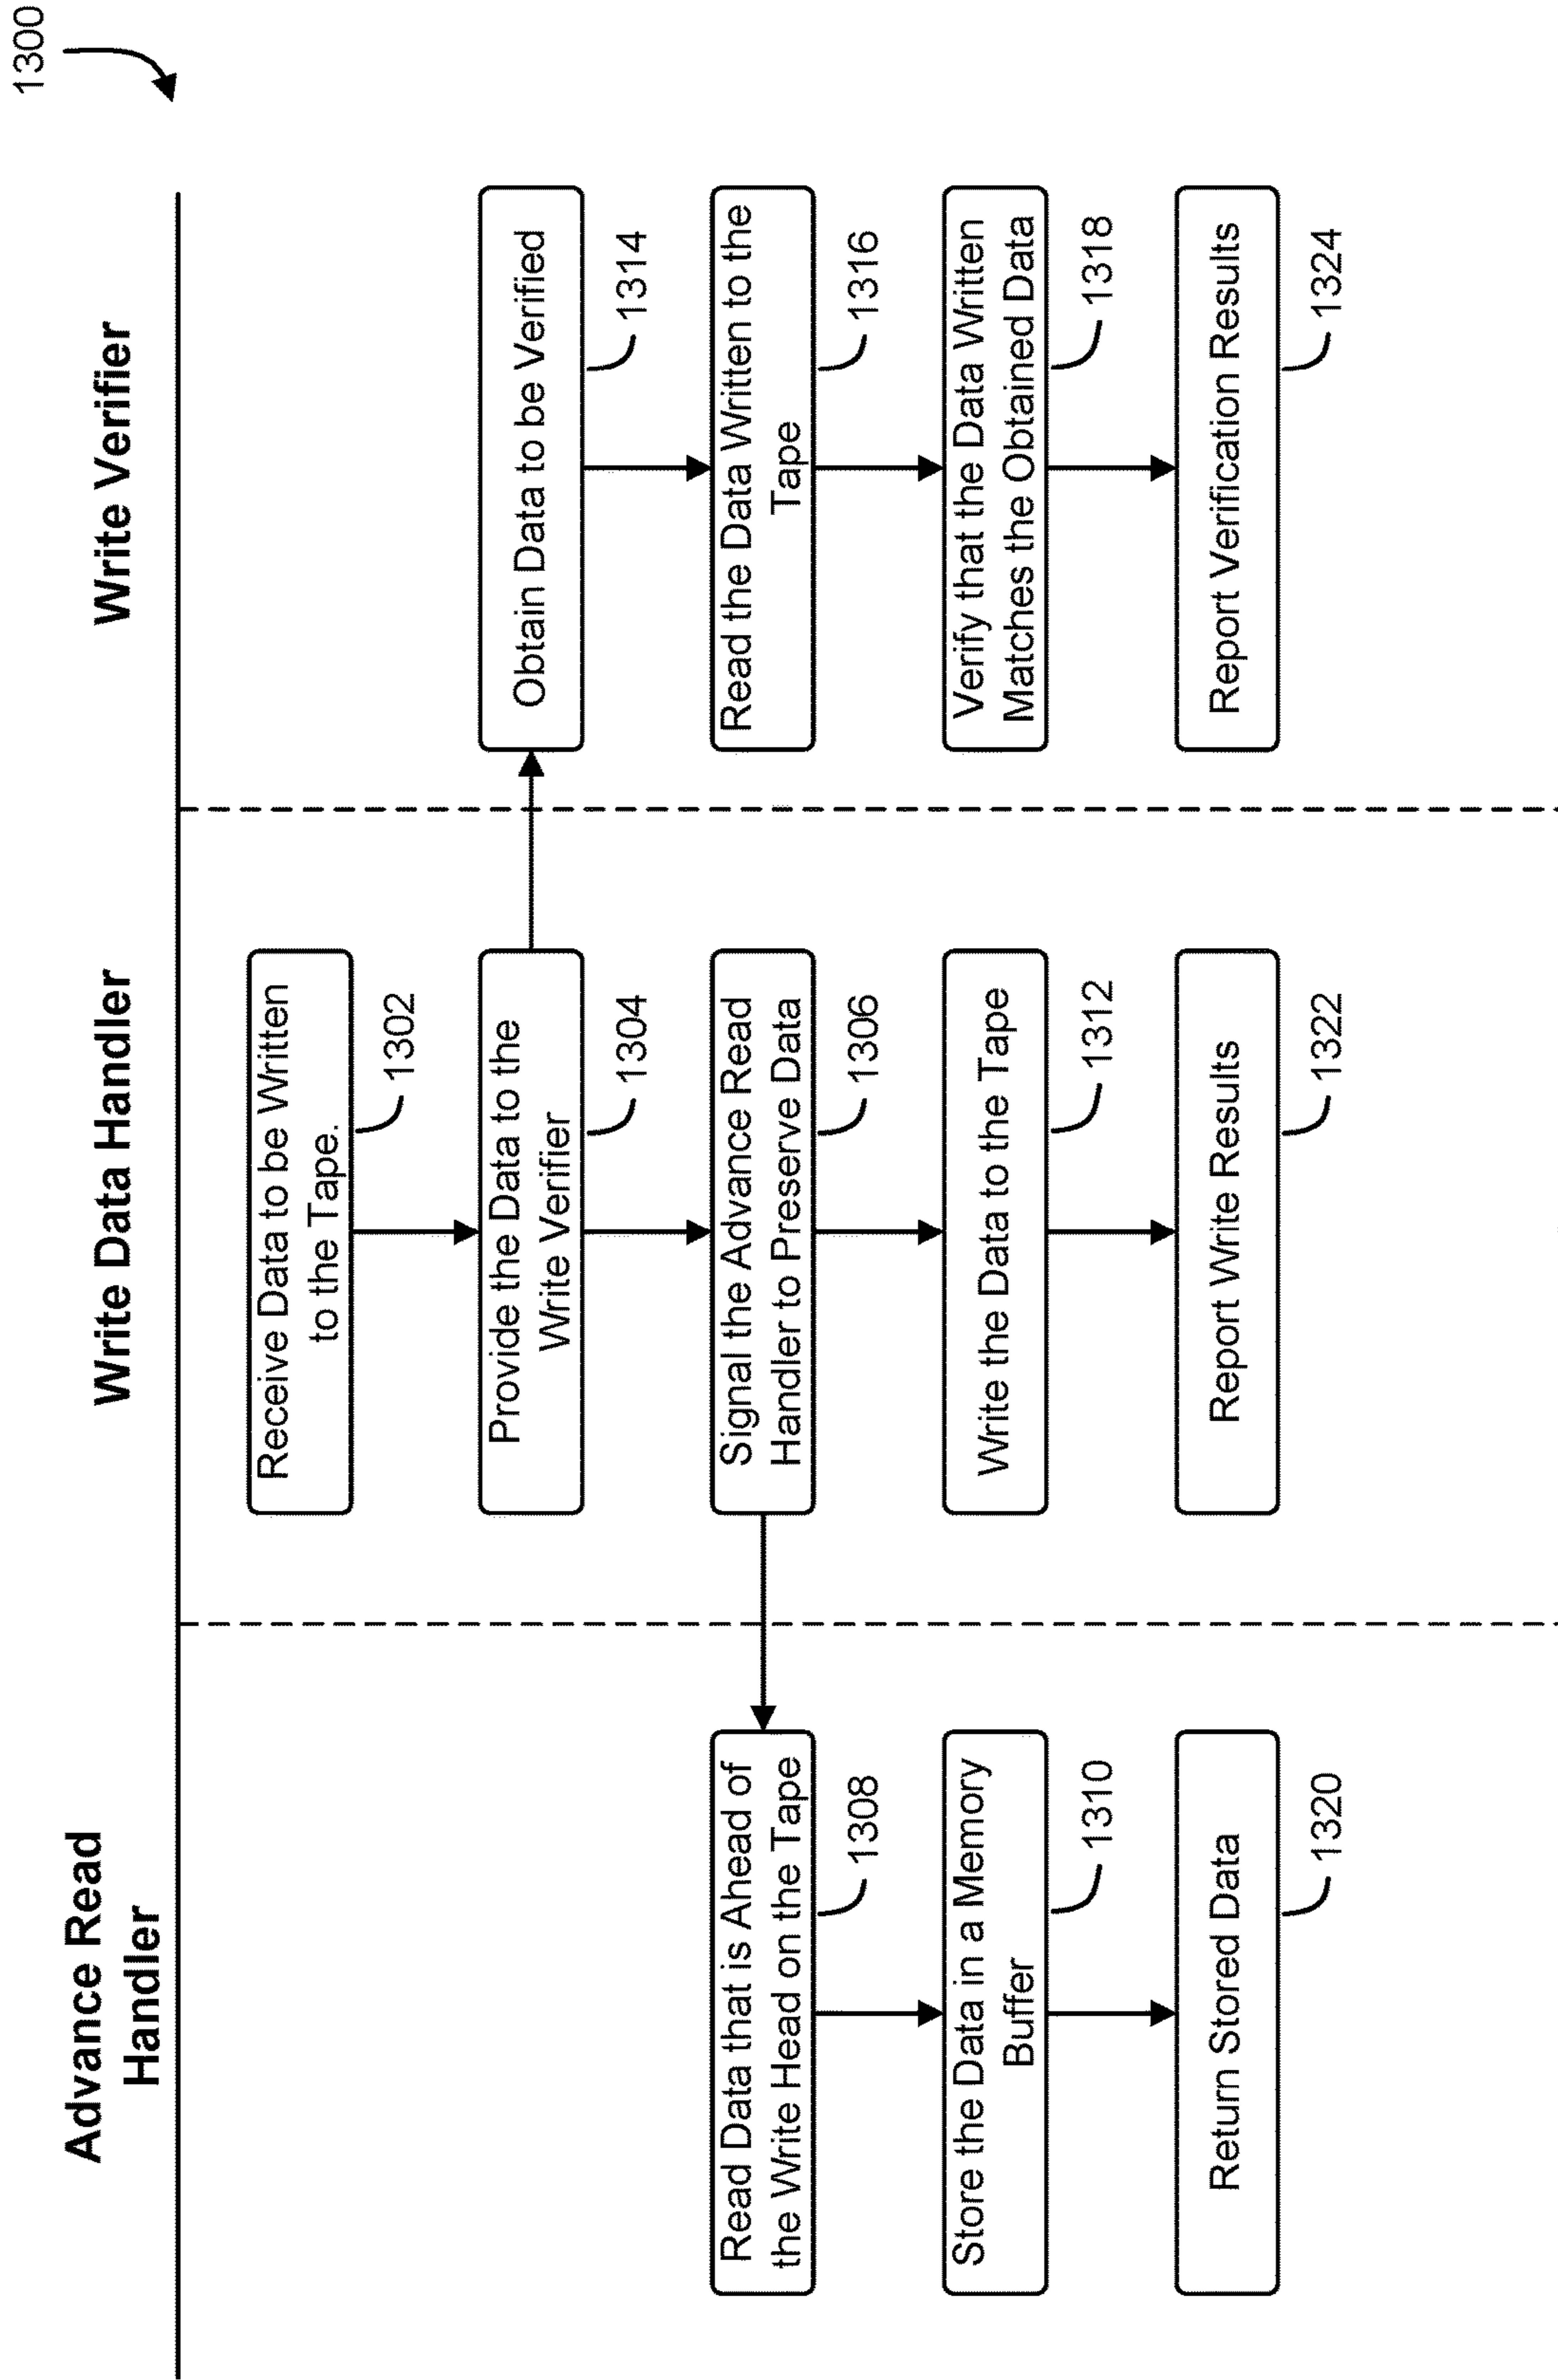 1300
Advance Read
Handler
Write Data Handler
Write Verifier
Receive Data to be Written
to the Tape.
1302
Provide the Data to the
Write Verifier
1304
Obtain Data to be Verified
1314
Read Data that is Ahead of
the Write Head on the Tape
1308
Signal the Advance Read
Handler to Preserve Data
1306
Read the Data Written to the
Tape
1316
Store the Data in a Memory
Buffer
1310
Write the Data to the Tape
1312
Verify that the Data Written
Matches the Obtained Data
1318
Return Stored Data
1320
Report Write Results
1322
Report Verification Results
1324